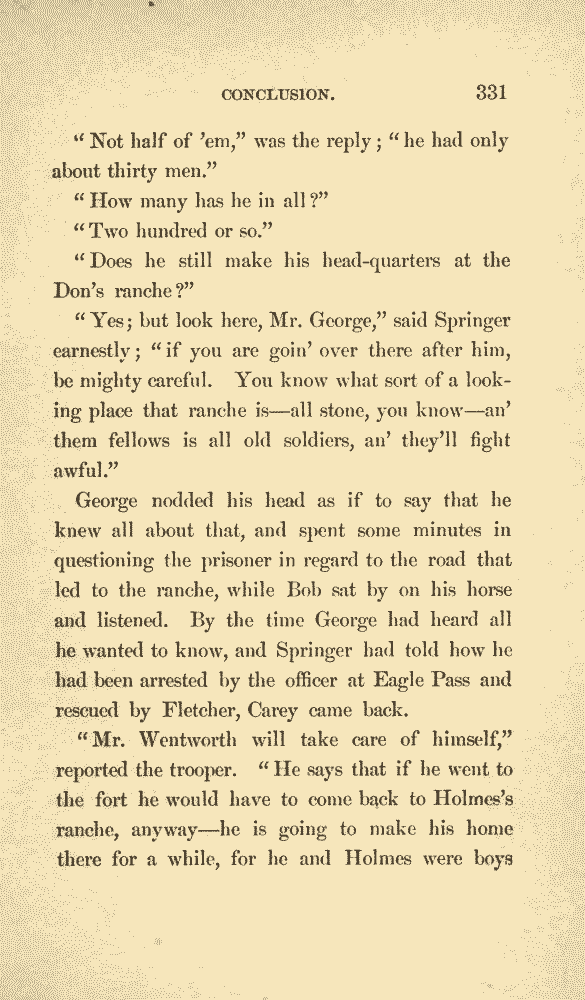 CONCLUSION. 331
“Not half of ’em,” was the reply; “he had only
about thirty men.”
“How many has he in all?”
“Two hundred or so.”
“Does he still make his head-quarters at the
Don’s ranche?”
“Yes; but look here, Mr. George,” said Springer
earnestly; “if you are goin’ over there after him,
be mighty careful. You know what sort of a look-
ing place that ranche is—all stone, you know—an’
them fellows is all old soldiers, an’ they’ll fight
awful.”
George nodded his head as if to say that he
knew all about that, and spent some minutes in
questioning the prisoner in regard to the road that
led to the ranche, while Bob sat by on his horse
and listened. By the time George had heard all
he wanted to know, and Springer had told how he
had been arrested by the officer at Eagle Pass and
rescued by Fletcher, Carey came back.
“Mr. Wentworth will take care of himself,”
reported the trooper. “He says that if he went to
the fort he would have to come back to Holmes’s
ranche, anyway—he is going to make his home
there for a while, for he and Holmes were boys